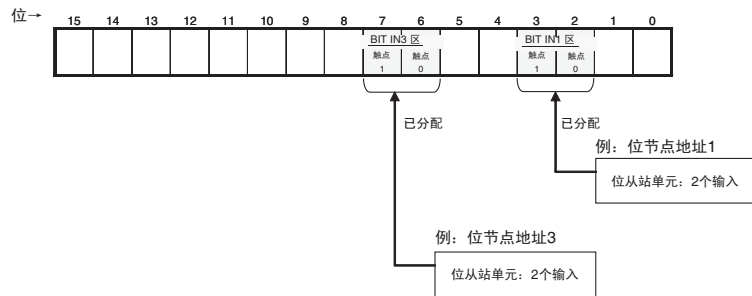 位→ 15 14 13 12 11 10 9 8 7 6 5 4 3 2 1 0
BIT IN3 区 BIT IN1 区
触点 触点 触点 触点
1 0 1 0
已分配 已分配
例：位节点地址1
位从站单元：2个输入
例：位节点地址3
位从站单元：2个输入